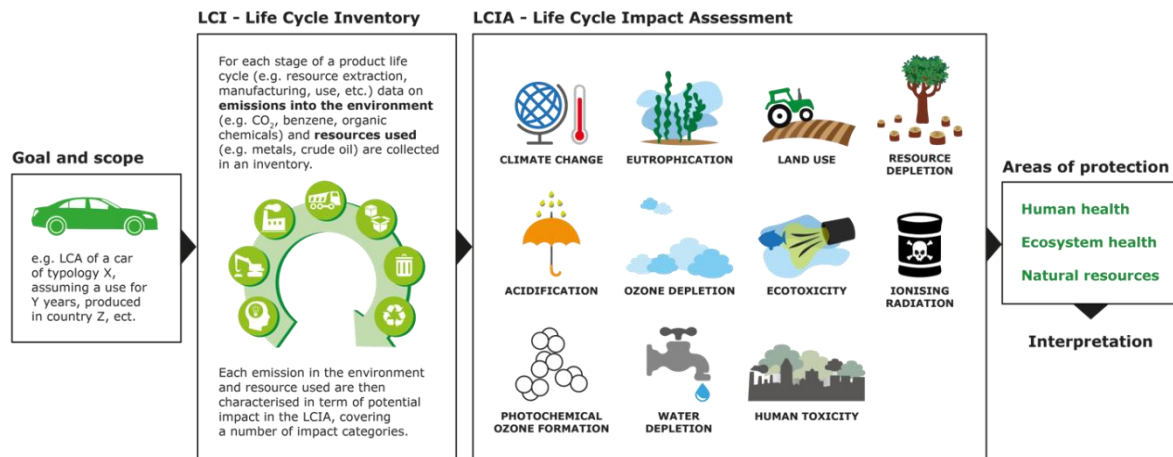 LCI - Life Cycle Inventory
LCIA - Life Cycle Impact Assessment
Goal and scope
e.g. LCA of a car
of typology X,
assuming a use for
Y years, produced
in country Z, ect.
For each stage of a product life
cycle (e.g. resource extraction,
manufacturing, use, etc.) data on
emissions into the environment
(e.g. CO2, benzene, organic
chemicals) and resources used
(e.g. metals, crude oil) are collected
in an inventory.
Each emission in the environment
and resource used are then
characterised in term of potential
impact in the LCIA, covering
a number of impact categories.
CLIMATE CHANGE
EUTROPHICATION
LAND USE
RESOURCE
DEPLETION
ACIDIFICATION
OZONE DEPLETION
ECOTOXICITY
IONISING
RADIATION
PHOTOCHEMICAL
OZONE FORMATION
WATER
DEPLETION
HUMAN TOXICITY
Areas of protection
Human health
Ecosystem health
Natural resources
Interpretation